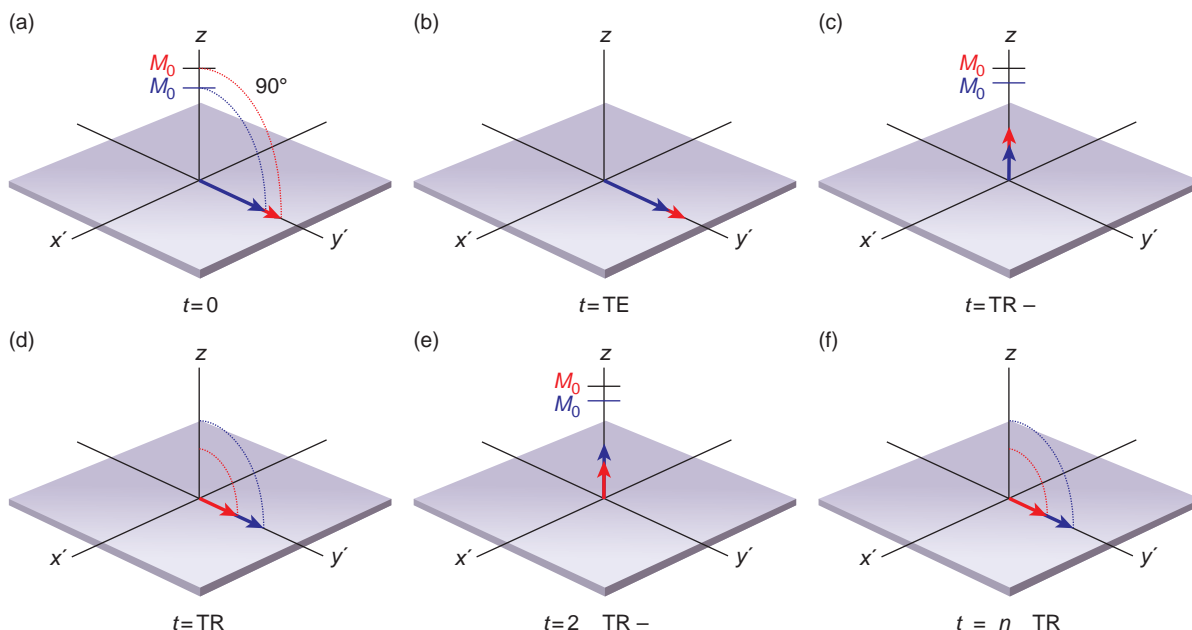 (a)
z
M0
M0
90°
x′
y′
t=0
(b)
z
x′
y′
t=TE
(c)
z
M0
M0
x′
y′
t=TR –
(d)
z
x′
y′
t=TR
(e)
z
M0
M0
x′
y′
t=2 TR –
(f)
z
x′
y′
t = n TR